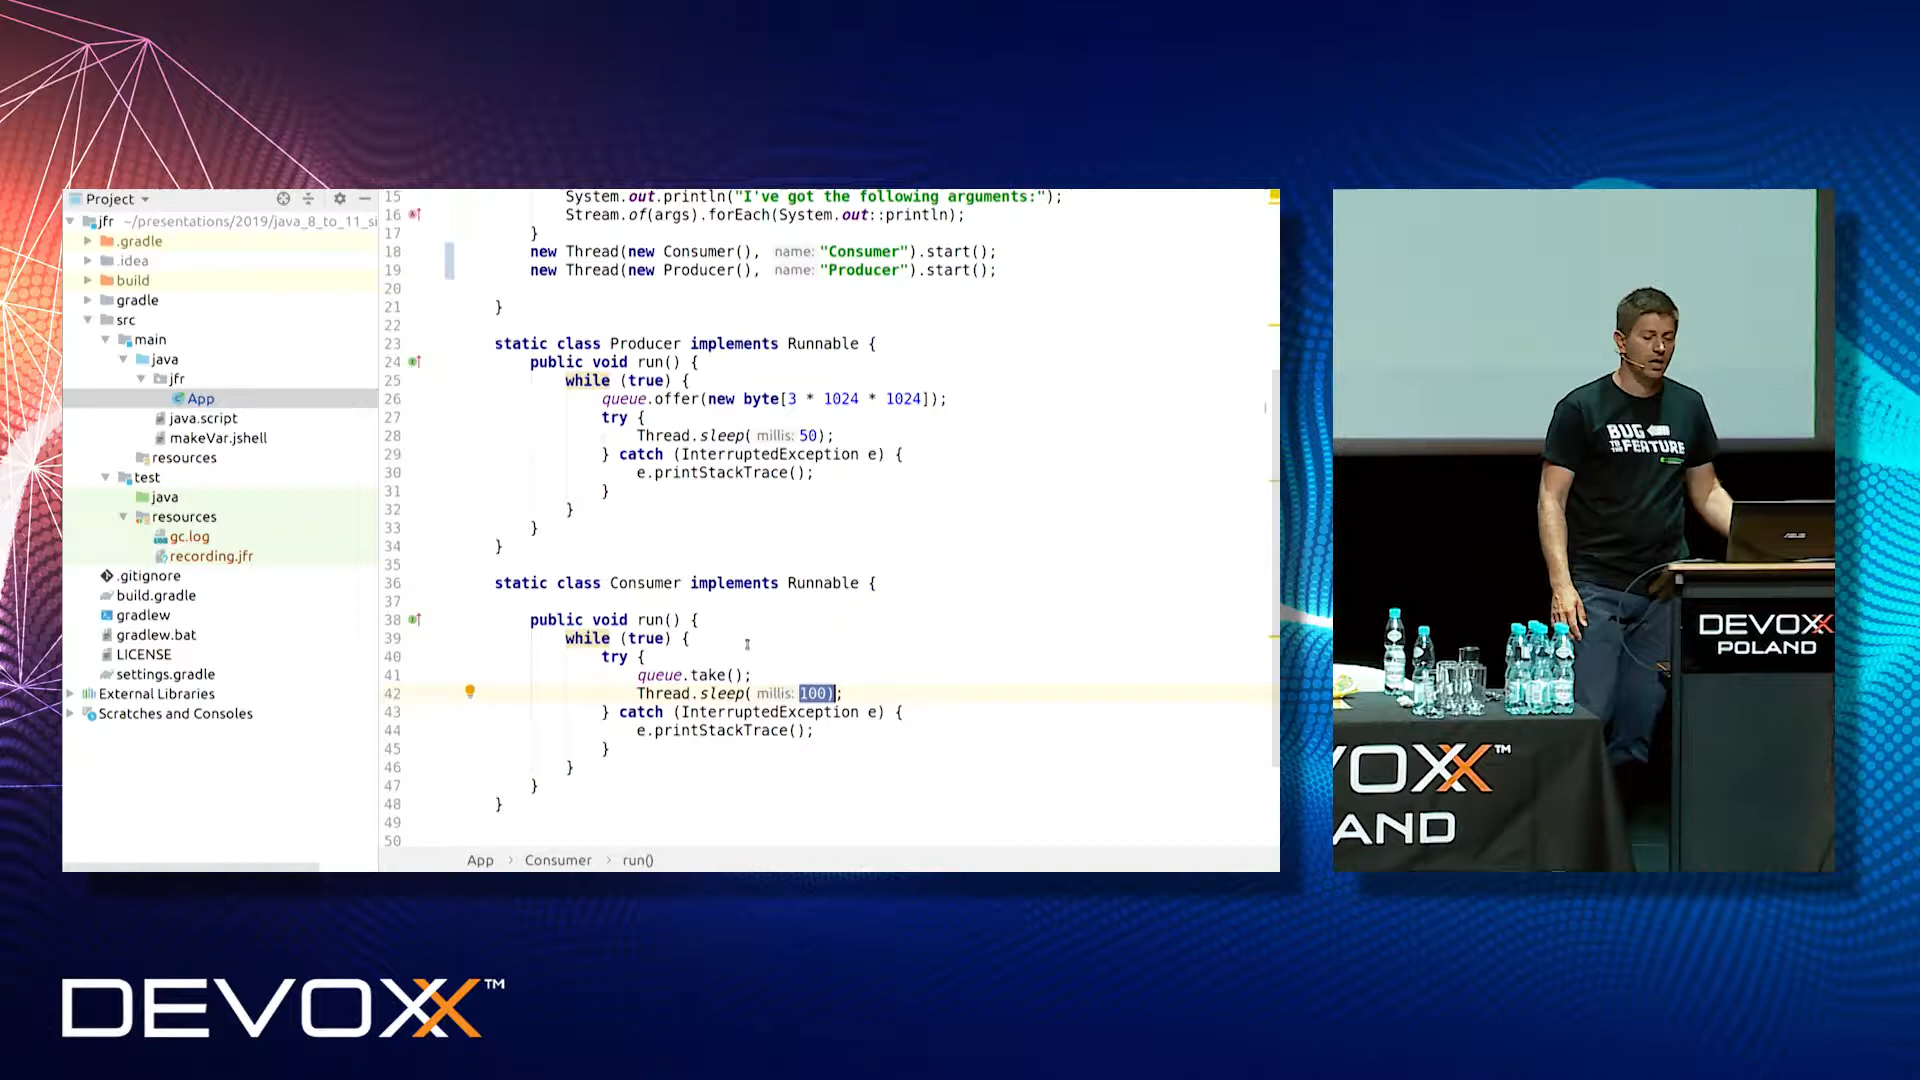 Project
jfr ~/presentations/2019/java_8_to_11_si
.gradle
.idea
build
gradle
src
main
java
jfr
App
java.script
makeVar.jshell
resources
test
java
resources
gc.log
recording.jfr
.gitignore
build.gradle
gradlew
gradlew.bat
LICENSE
settings.gradle
External Libraries
Scratches and Consoles
15 System.out.println("I've got the following arguments:");
16 Stream.of(args).forEach(System.out::println);
17 }
18 new Thread(new Consumer(), name: "Consumer").start();
19 new Thread(new Producer(), name: "Producer").start();
20
21 }
22
23 static class Producer implements Runnable {
24 public void run() {
25 while (true) {
26 queue.offer(new byte[3 * 1024 * 1024]);
27 try {
28 Thread.sleep( millis: 50);
29 } catch (InterruptedException e) {
30 e.printStackTrace();
31 }
32 }
33 }
34 }
35
36 static class Consumer implements Runnable {
37
38 public void run() {
39 while (true) {
40 try {
41 queue.take();
42 Thread.sleep( millis: 100);
43 } catch (InterruptedException e) {
44 e.printStackTrace();
45 }
46 }
47 }
48 }
49
50
App > Consumer > run()
BUG
TO THE FEATURE
ASUS
DEVOXX
POLAND
VOXX™
AND
DEVOXX™